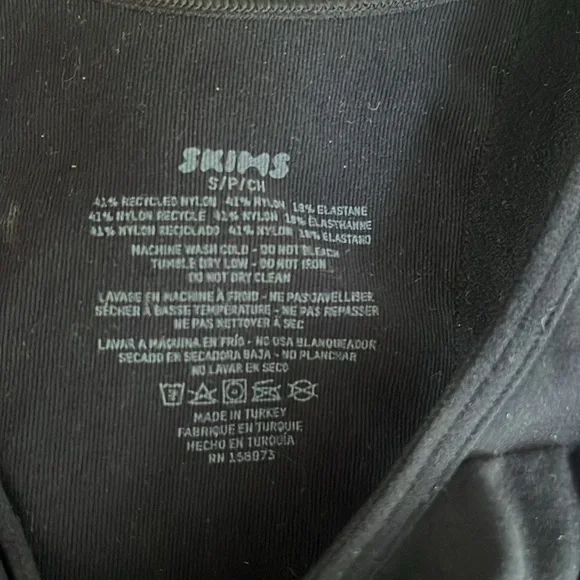 SKIMS
S/P/CH
41% RECYCLED NYLON 41% NYLON 18% ELASTANE
41% NYLON RECYCLE 41% NYLON 18% ELASTHANNE
41% NYLON RECICLADO 41% NYLON 18% ELASTANO
MACHINE WASH COLD - DO NOT BLEACH
TUMBLE DRY LOW - DO NOT IRON
DO NOT DRY CLEAN
LAVAGE EN MACHINE À FROID - NE PAS JAVELLISER
SÉCHER À BASSE TEMPÉRATURE - NE PAS REPASSER
NE PAS NETTOYER À SEC
LAVAR A MÁQUINA EN FRÍO - NO USA BLANQUEADOR
SECADO EN SECADORA BAJA - NO PLANCHAR
NO LAVAR EN SECO
MADE IN TURKEY
FABRIQUE EN TURQUIE
HECHO EN TURQUÍA
RN 158973